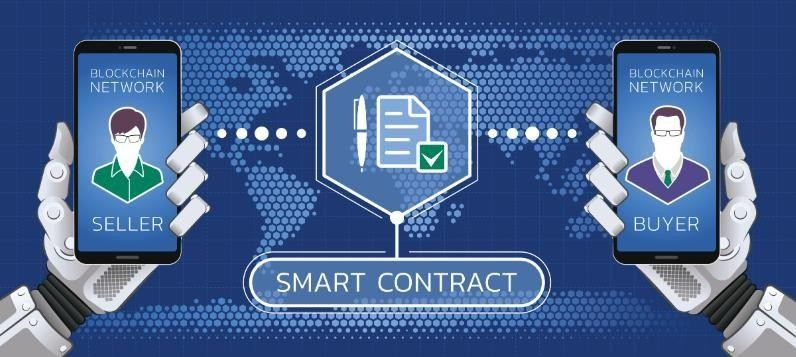 BLOCKCHAIN
NETWORK
SELLER
SMART CONTRACT
BLOCKCHAIN
NETWORK
BUYER